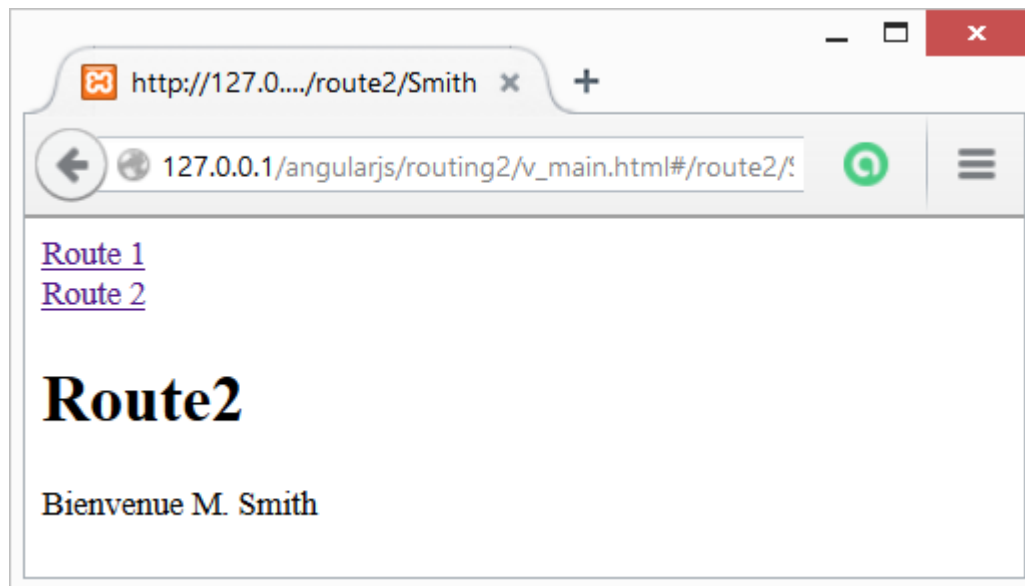 http://127.0..../route2/Smith
127.0.0.1/angularjs/routing2/v_main.html#/route2/
Route 1
Route 2
Route2
Bienvenue M. Smith